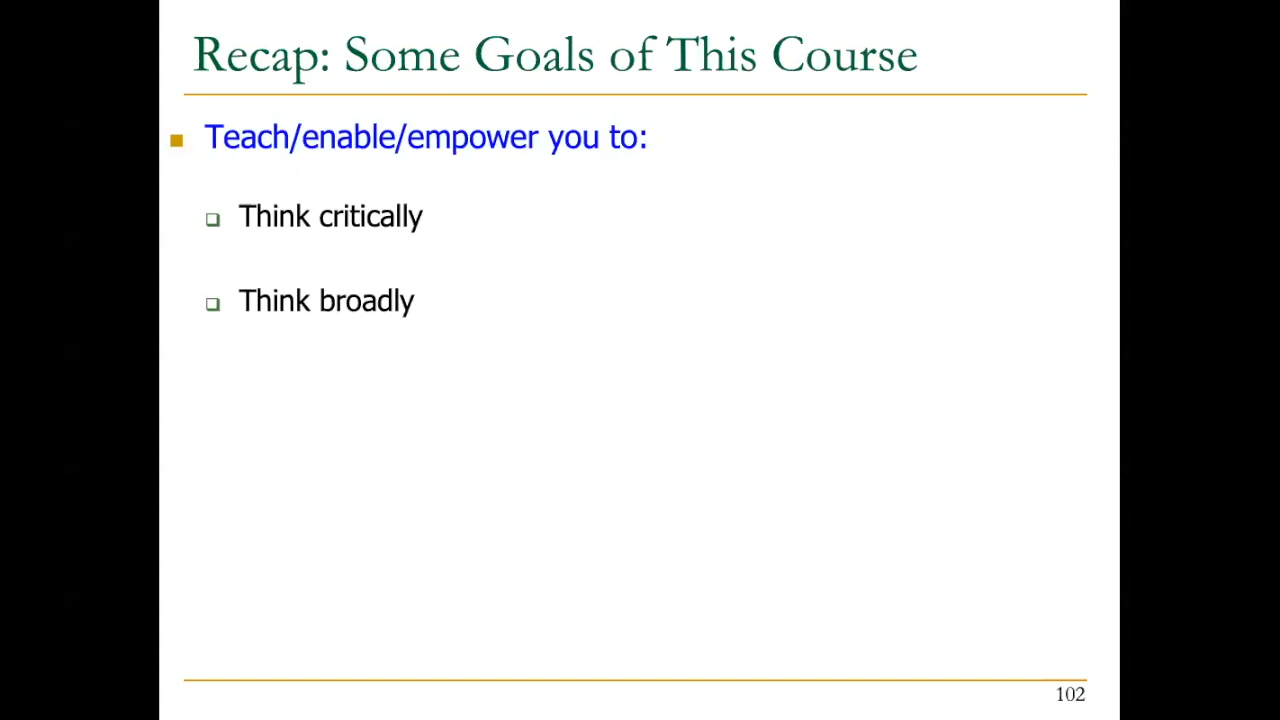 Recap: Some Goals of This Course
Teach/enable/empower you to:
Think critically
Think broadly
102